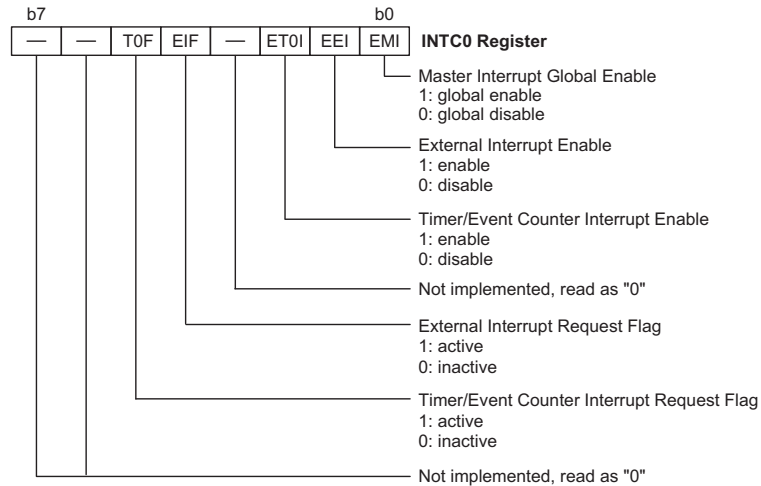 b7 b0
— — T0F EIF — ET0I EEI EMI INTC0 Register
Master Interrupt Global Enable
1: global enable
0: global disable
External Interrupt Enable
1: enable
0: disable
Timer/Event Counter Interrupt Enable
1: enable
0: disable
Not implemented, read as "0"
External Interrupt Request Flag
1: active
0: inactive
Timer/Event Counter Interrupt Request Flag
1: active
0: inactive
Not implemented, read as "0"